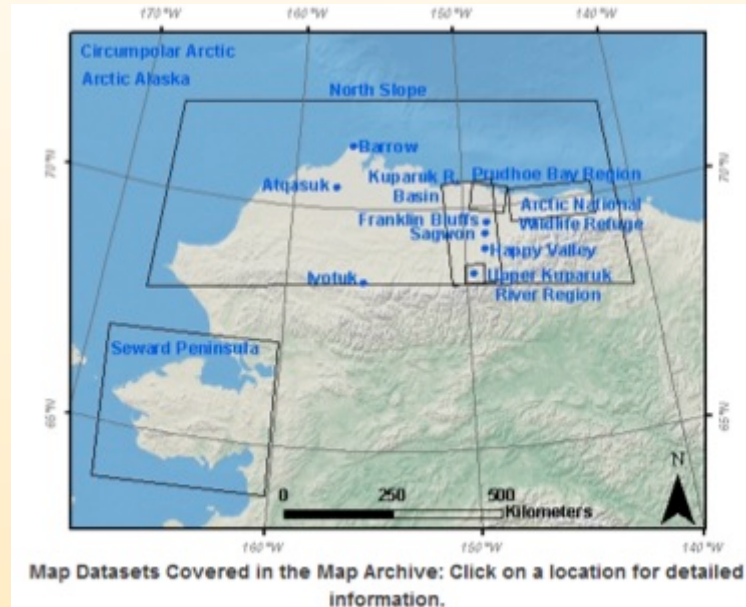 170°W 160°W 150°W 140°W
Circumpolar Arctic
Arctic Alaska
North Slope
70°N
70°N
Barrow
Kuparuk R.
Basin
Prudhoe Bay Region
Atqasuk
Arctic National
Wildlife Refuge
Franklin Bluffs
Sagwon
Happy Valley
Ivotuk
Upper Kuparuk
River Region
Seward Peninsula
65°N
65°N
N
0 250 500
Kilometers
160°W 150°W 140°W
Map Datasets Covered in the Map Archive: Click on a location for detailed
information.